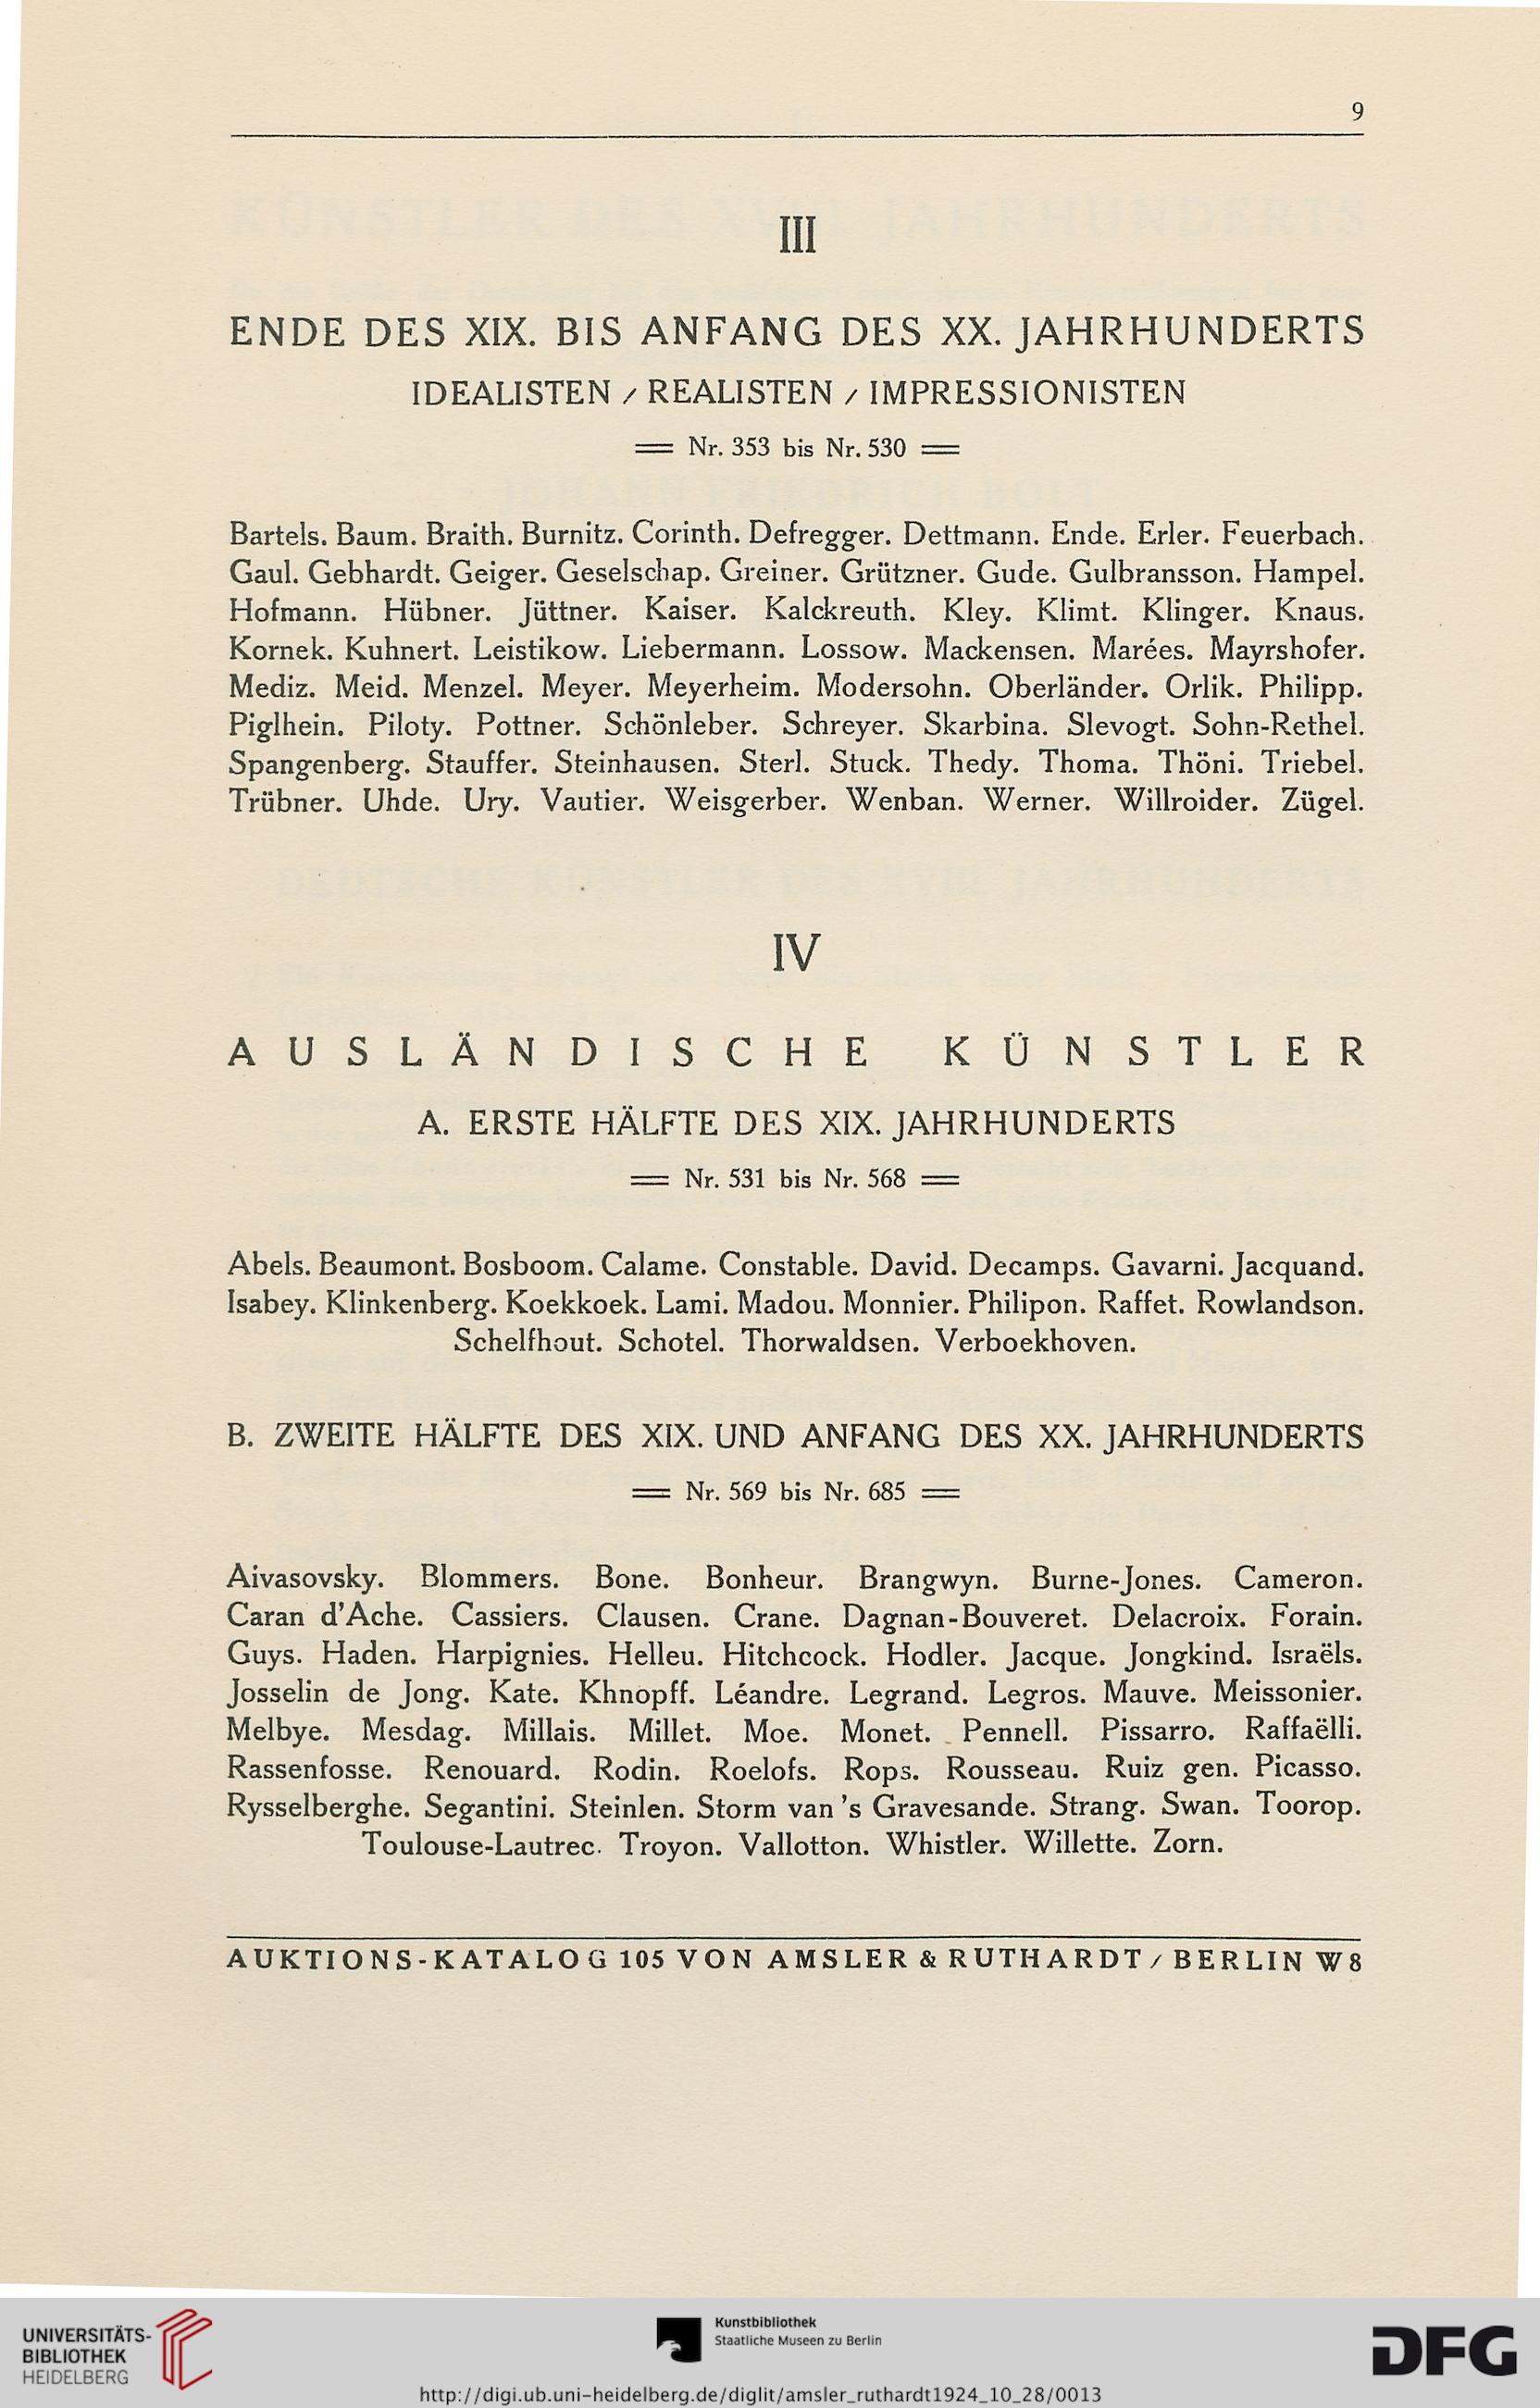 9
III
ENDE DES XIX. BIS ANFANG DES XX. JAHRHUNDERTS
IDEALISTEN / REALISTEN / IMPRESSIONISTEN
Nr. 353 bis Nr. 530
Bartels. Baum. Braith. Burnitz. Corinth. Defregger. Dettmann. Ende. Erler. Feuerbach.
Gaul. Gebhardt. Geiger. Geselschap. Greiner. Grützner. Gude. Gulbransson. Hampel.
Hofmann. Hübner. Jüttner. Kaiser. Kalckreuth. Kley. Klimt. Klinger. Knaus.
Kornek. Kuhnert. Leistikow. Liebermann. Lossow. Mackensen. Marées. Mayrshofer.
Mediz. Meid. Menzel. Meyer. Meyerheim. Modersohn. Oberländer. Orlik. Philipp.
Piglhein. Piloty. Pottner. Schönleber. Schreyer. Skarbina. Slevogt. Sohn-Rethel.
Spangenberg. Stauffer. Steinhausen. Sterl. Stuck. Thedy. Thoma. Thöni. Triebel.
Trübner. Uhde. Ury. Vautier. Weisgerber. Wenban. Werner. Willroider. Zügel.
IV
AUSLÄNDISCHE KÜNSTLER
A. ERSTE HÄLFTE DES XIX. JAHRHUNDERTS
Nr. 531 bis Nr. 568
Abels. Beaumont. Bosboom. Calame. Constable. David. Decamps. Gavarni. Jacquand.
Isabey. Klinkenberg. Koekkoek. Lami. Madou. Monnier. Philipon. Raffet. Rowlandson.
Schelfhout. Schotel. Thorwaldsen. Verboekhoven.
B. ZWEITE HÄLFTE DES XIX. UND ANFANG DES XX. JAHRHUNDERTS
Nr. 569 bis Nr. 685
Aivasovsky. Blommers. Bone. Bonheur. Brangwyn. Burne-Jones. Cameron.
Caran d'Ache. Cassiers. Clausen. Crane. Dagnan-Bouveret. Delacroix. Forain.
Guys. Haden. Harpignies. Helleu. Hitchcock. Hodler. Jacque. Jongkind. Israëls.
Josselin de Jong. Kate. Khnopff. Léandre. Legrand. Legros. Mauve. Meissonier.
Melbye. Mesdag. Millais. Millet. Moe. Monet. Pennell. Pissarro. Raffaëlli.
Rassenfosse. Renouard. Rodin. Roelofs. Rops. Rousseau. Ruiz gen. Picasso.
Rysselberghe. Segantini. Steinlen. Storm van 's Gravesande. Strang. Swan. Toorop.
Toulouse-Lautrec. Troyon. Vallotton. Whistler. Willette. Zorn.
AUKTIONS-KATALOG 105 VON AMSLER & RUTHARDT / BERLIN W 8
UNIVERSITÄTS-
BIBLIOTHEK
HEIDELBERG
Kunstbibliothek
Staatliche Museen zu Berlin
DFG
http://digi.ub.uni-heidelberg.de/diglit/amsler_ruthardt1924_10_28/0013